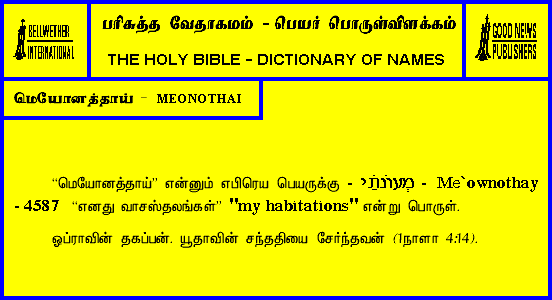 BELLWETHER
INTERNATIONAL
பரிசுத்த வேதாகமம் - பெயர் பொருள்விளக்கம்
THE HOLY BIBLE - DICTIONARY OF NAMES
GOOD NEWS
PUBLISHERS
மெயோனத்தாய் - MEONOTHAI
“மெயோனத்தாய்” என்னும் எபிரெய பெயருக்கு - מְעֹנֹתַי - Me`ownothay
- 4587 “எனது வாசஸ்தலங்கள்” "my habitations" என்று பொருள்.
ஒப்ராவின் தகப்பன். யூதாவின் சந்ததியை சேர்ந்தவன் (1நாளா 4:14).